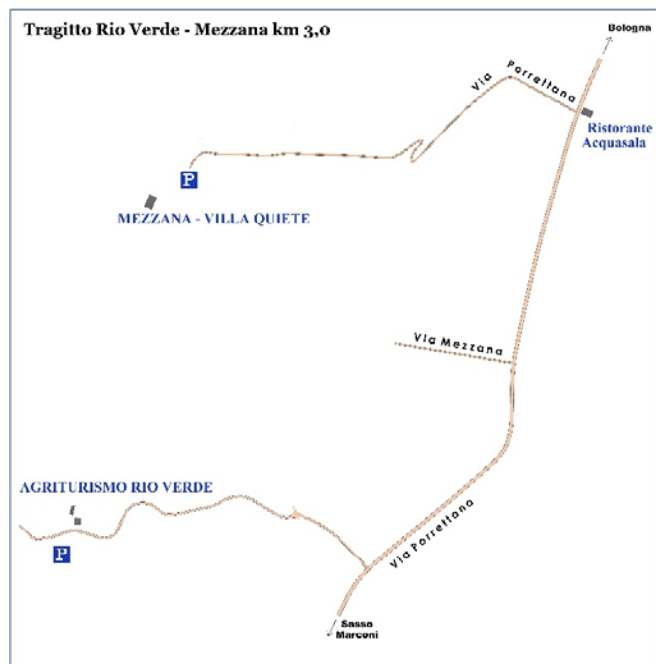 Tragitto Rio Verde - Mezzana km 3,0
Bologna
Via Porrettana
Ristorante
Acquasala
P
MEZZANA - VILLA QUIETE
Via Mezzana
AGRITURISMO RIO VERDE
Via Porrettana
P
Sasso
Marconi